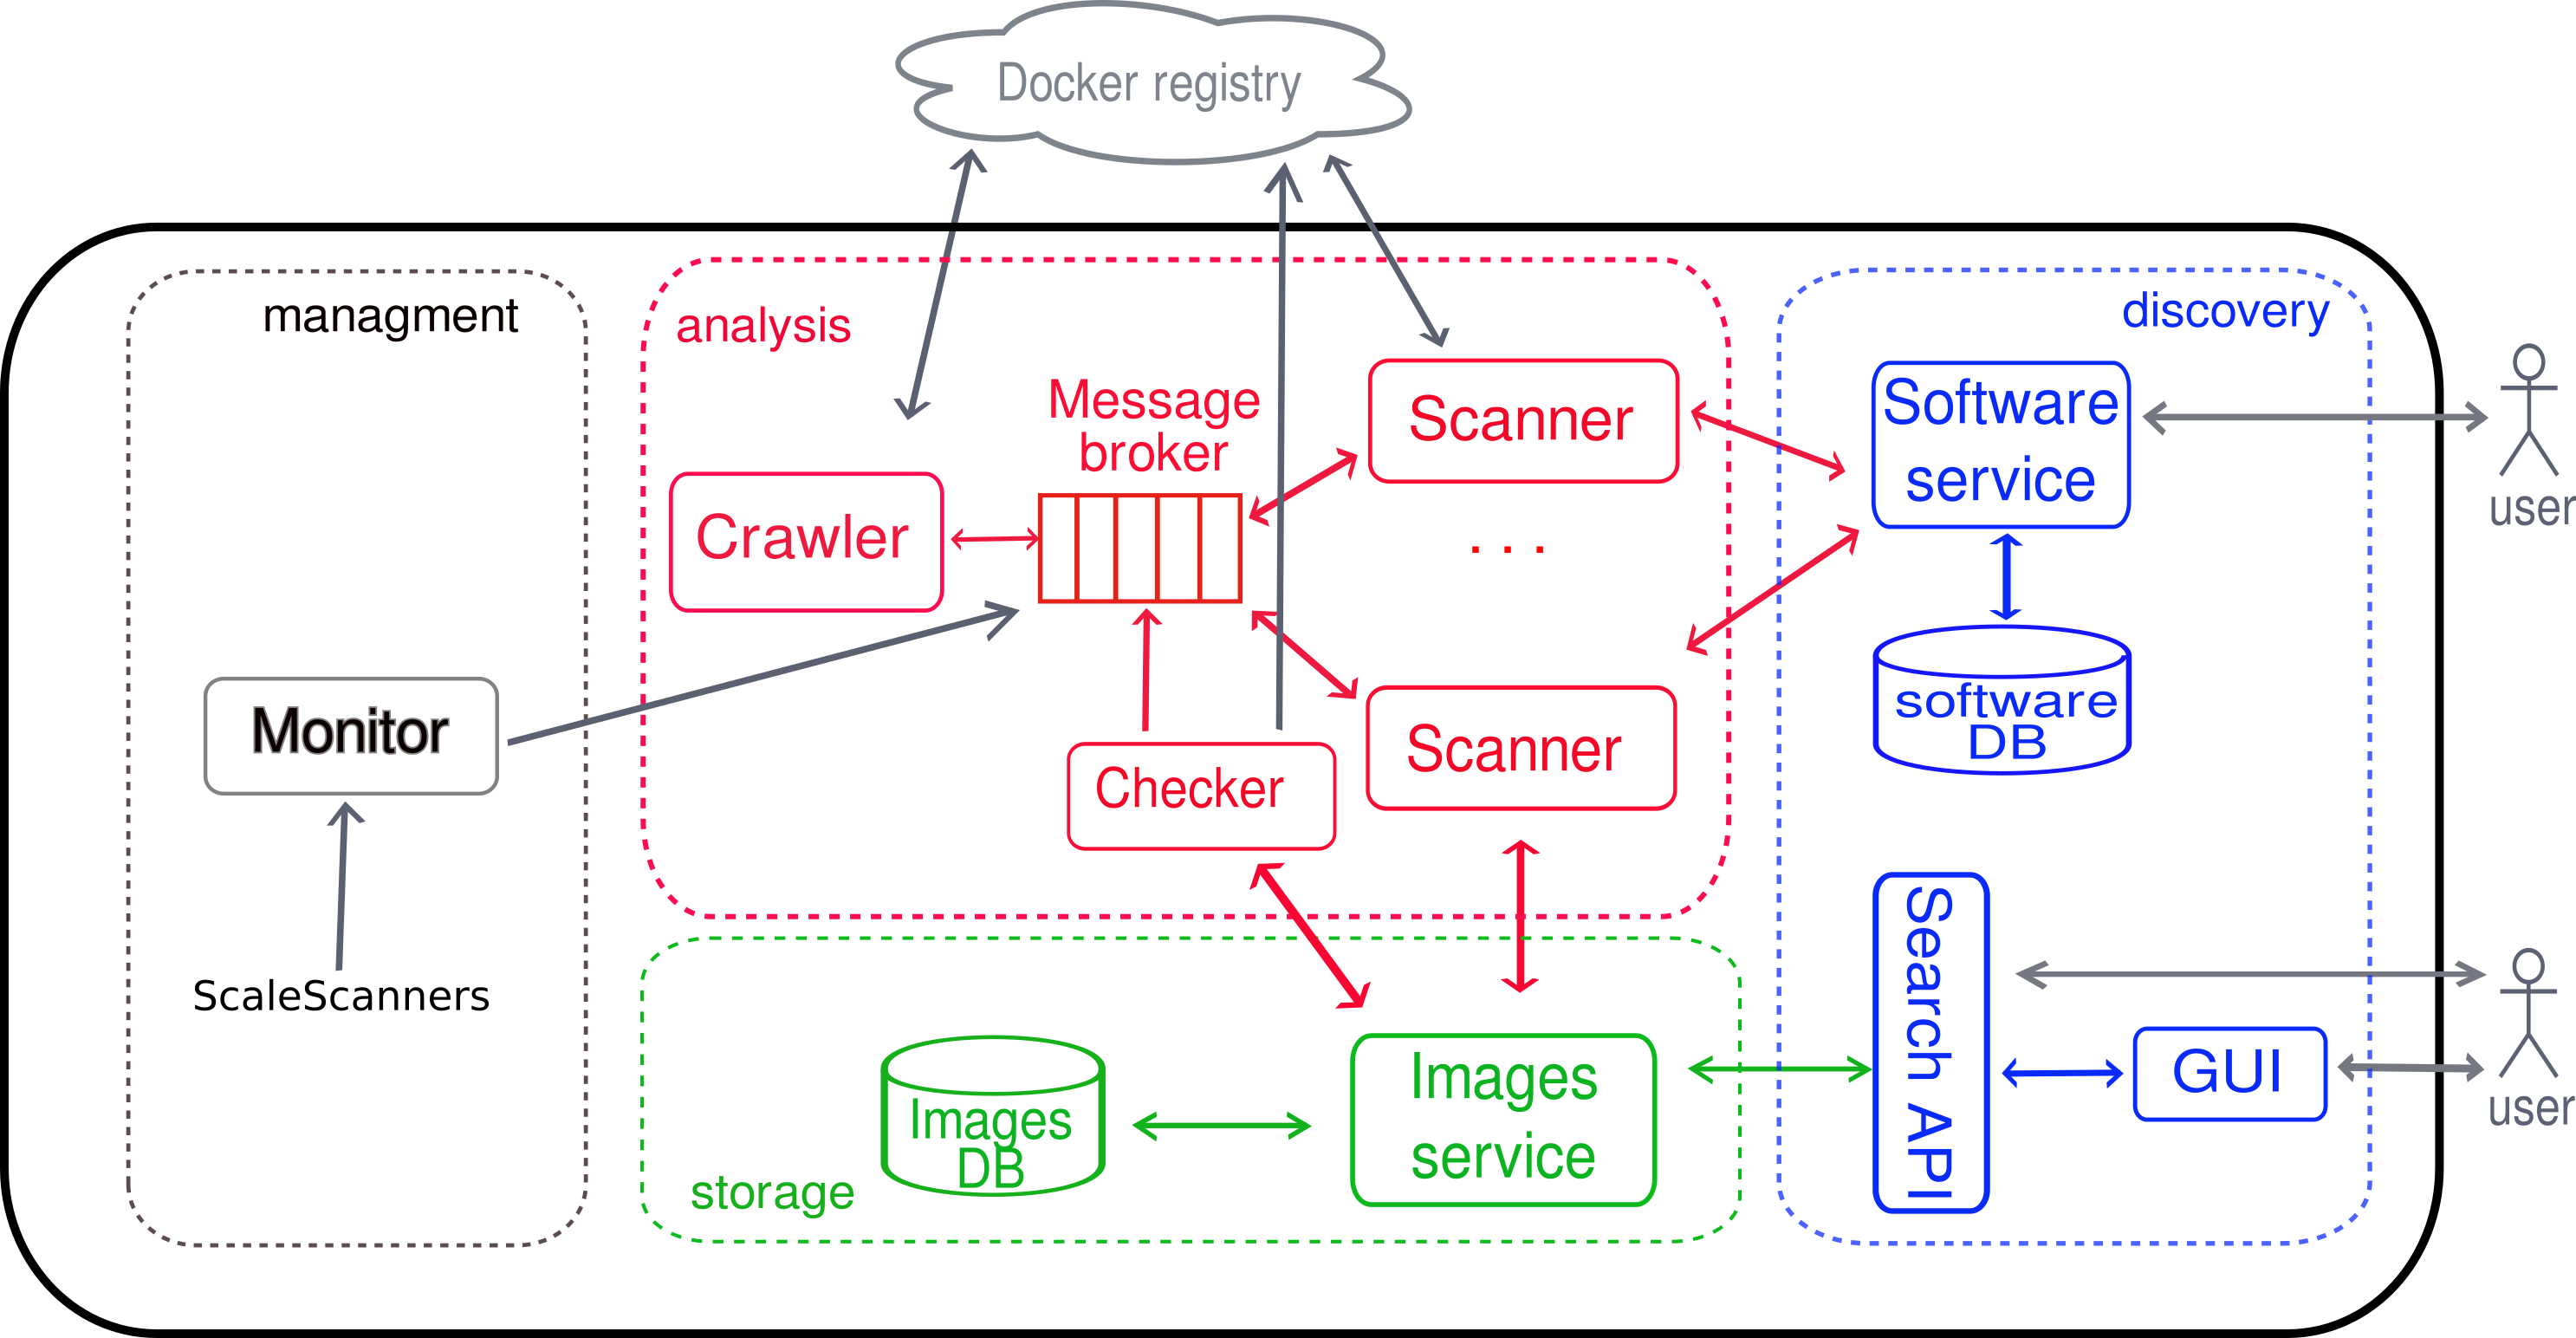 Docker registry
managment
analysis
discovery
Message
broker
Scanner
Software
service
user
Crawler
. . .
software
DB
Monitor
Checker
Scanner
ScaleScanners
Search API
Images
service
GUI
user
Images
DB
storage